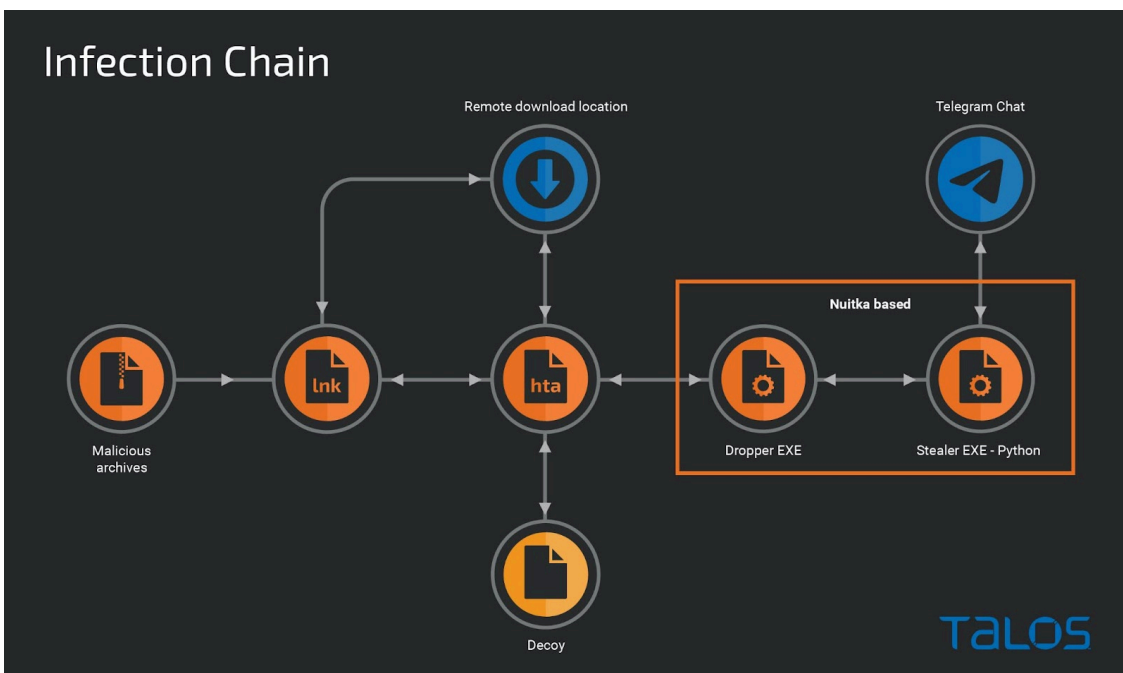 Infection Chain
Remote download location
Telegram Chat
Nuitka based
lnk
hta
Malicious
archives
Dropper EXE
Stealer EXE - Python
Decoy
TALOS